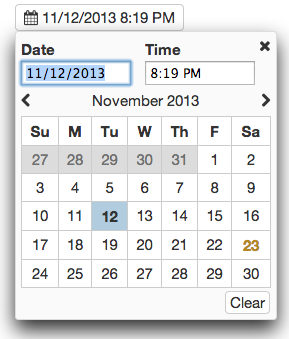 11/12/2013 8:19 PM
Date Time ×
11/12/2013 8:19 PM
November 2013
Su M Tu W Th F Sa
27 28 29 30 31 1 2
3 4 5 6 7 8 9
10 11 12 13 14 15 16
17 18 19 20 21 22 23
24 25 26 27 28 29 30
Clear